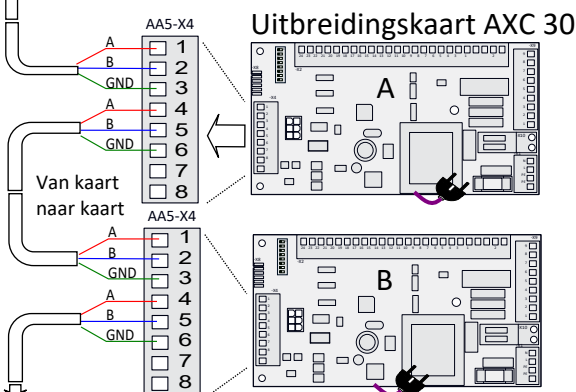 Uitbreidingskaart AXC 30
AA5-X4
A 1
B 2
GND 3
A 4
B 5
GND 6
7
8
A
Van kaart
naar kaart
AA5-X4
A 1
B 2
GND 3
A 4
B 5
GND 6
7
8
B